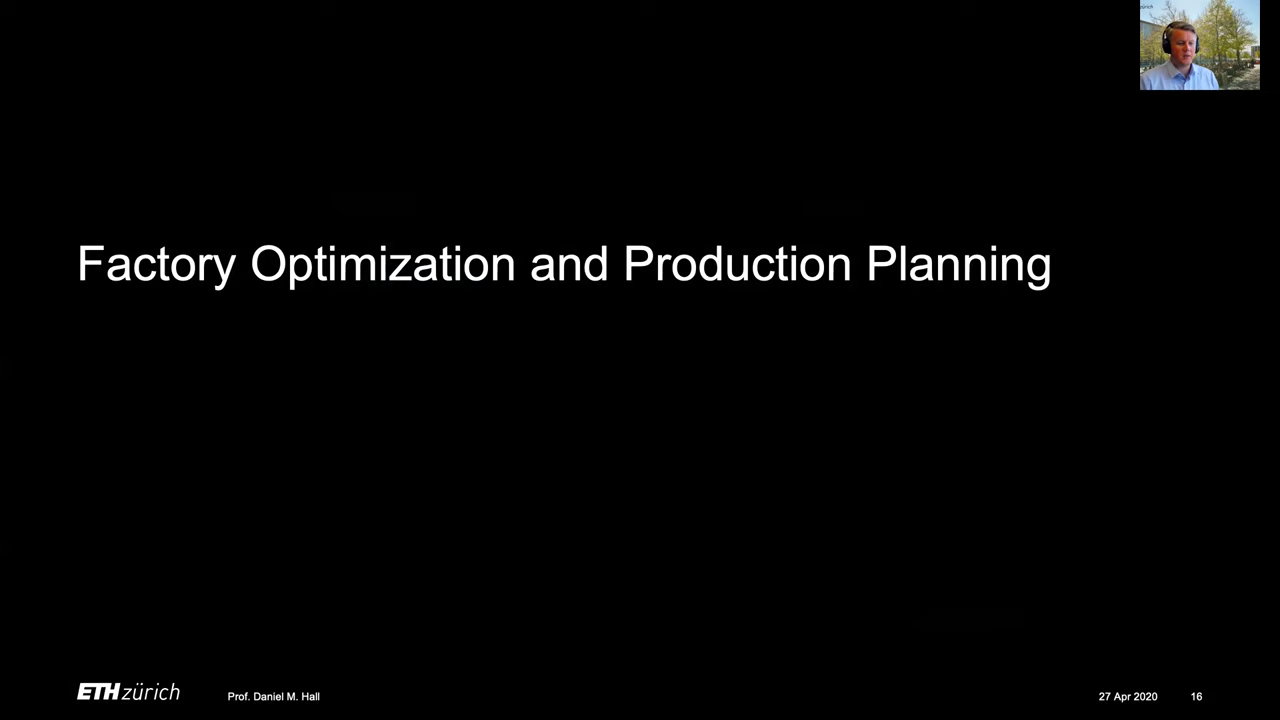 Factory Optimization and Production Planning
ETH zürich
Prof. Daniel M. Hall
27 Apr 2020
16